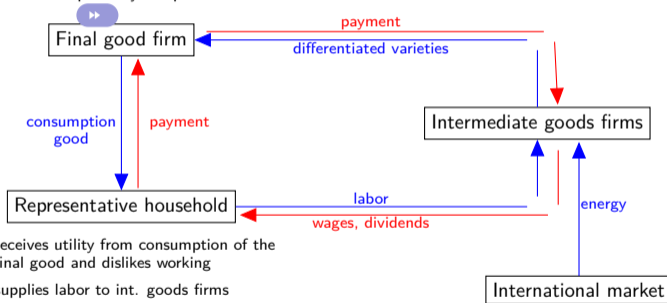 payment
Final good firm
differentiated varieties
consumption
good
payment
Intermediate goods firms
labor
Representative household
energy
wages, dividends
eceives utility from consumption of the
inal good and dislikes working
International market
supplies labor to int. goods firms